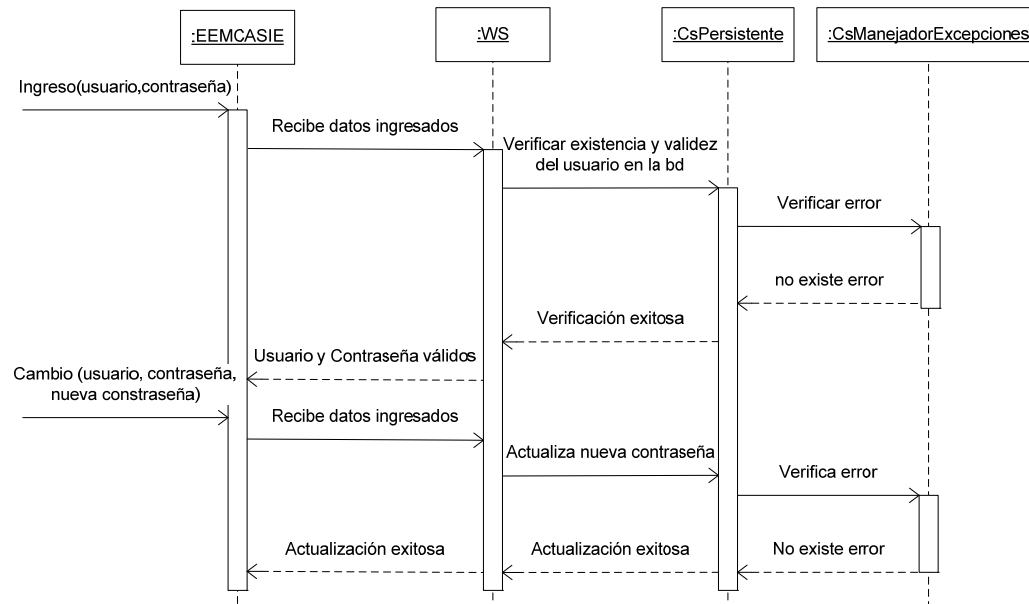 :EEMCASIE
:WS
:CsPersistente
:CsManejadorExcepciones
Ingreso(usuario,contraseña)
Recibe datos ingresados
Verificar existencia y validez
del usuario en la bd
Verificar error
no existe error
Verificación exitosa
Usuario y Contraseña válidos
Cambio (usuario, contraseña,
nueva constraseña)
Recibe datos ingresados
Actualiza nueva contraseña
Verifica error
Actualización exitosa
Actualización exitosa
No existe error